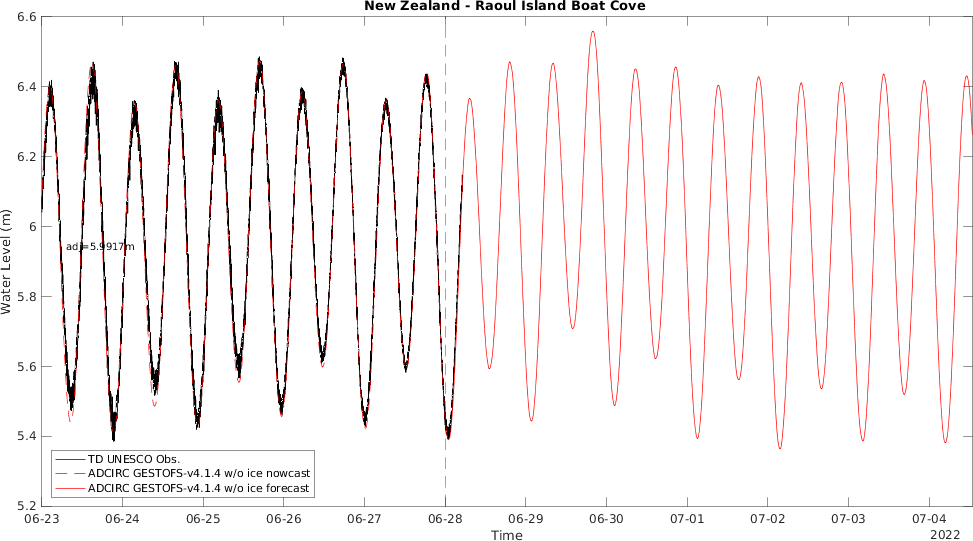 New Zealand - Raoul Island Boat Cove
6.6
6.4
6.2
6
5.8
5.6
5.4
5.2
Water Level (m)
adj=5.9917m
TD UNESCO Obs.
ADCIRC GESTOFS-v4.1.4 w/o ice nowcast
ADCIRC GESTOFS-v4.1.4 w/o ice forecast
06-23 06-24 06-25 06-26 06-27 06-28 06-29 06-30 07-01 07-02 07-03 07-04
2022
Time